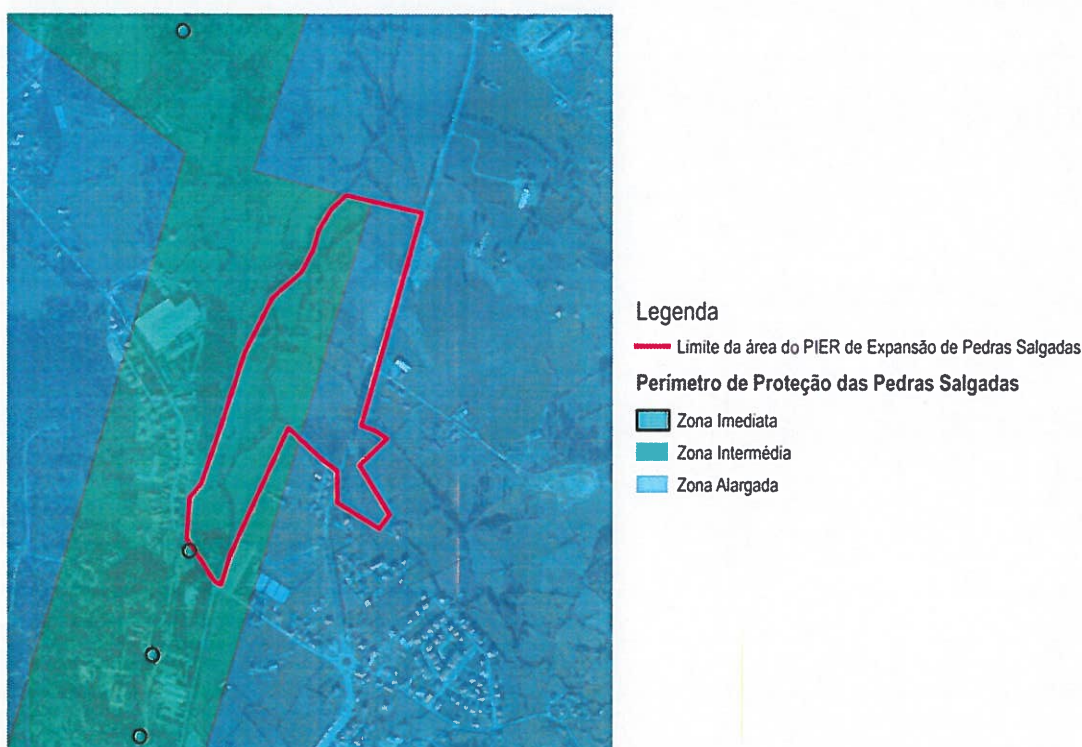 Legenda
Limite da área do PIER de Expansão de Pedras Salgadas
Perímetro de Proteção das Pedras Salgadas
Zona Imediata
Zona Intermédia
Zona Alargada